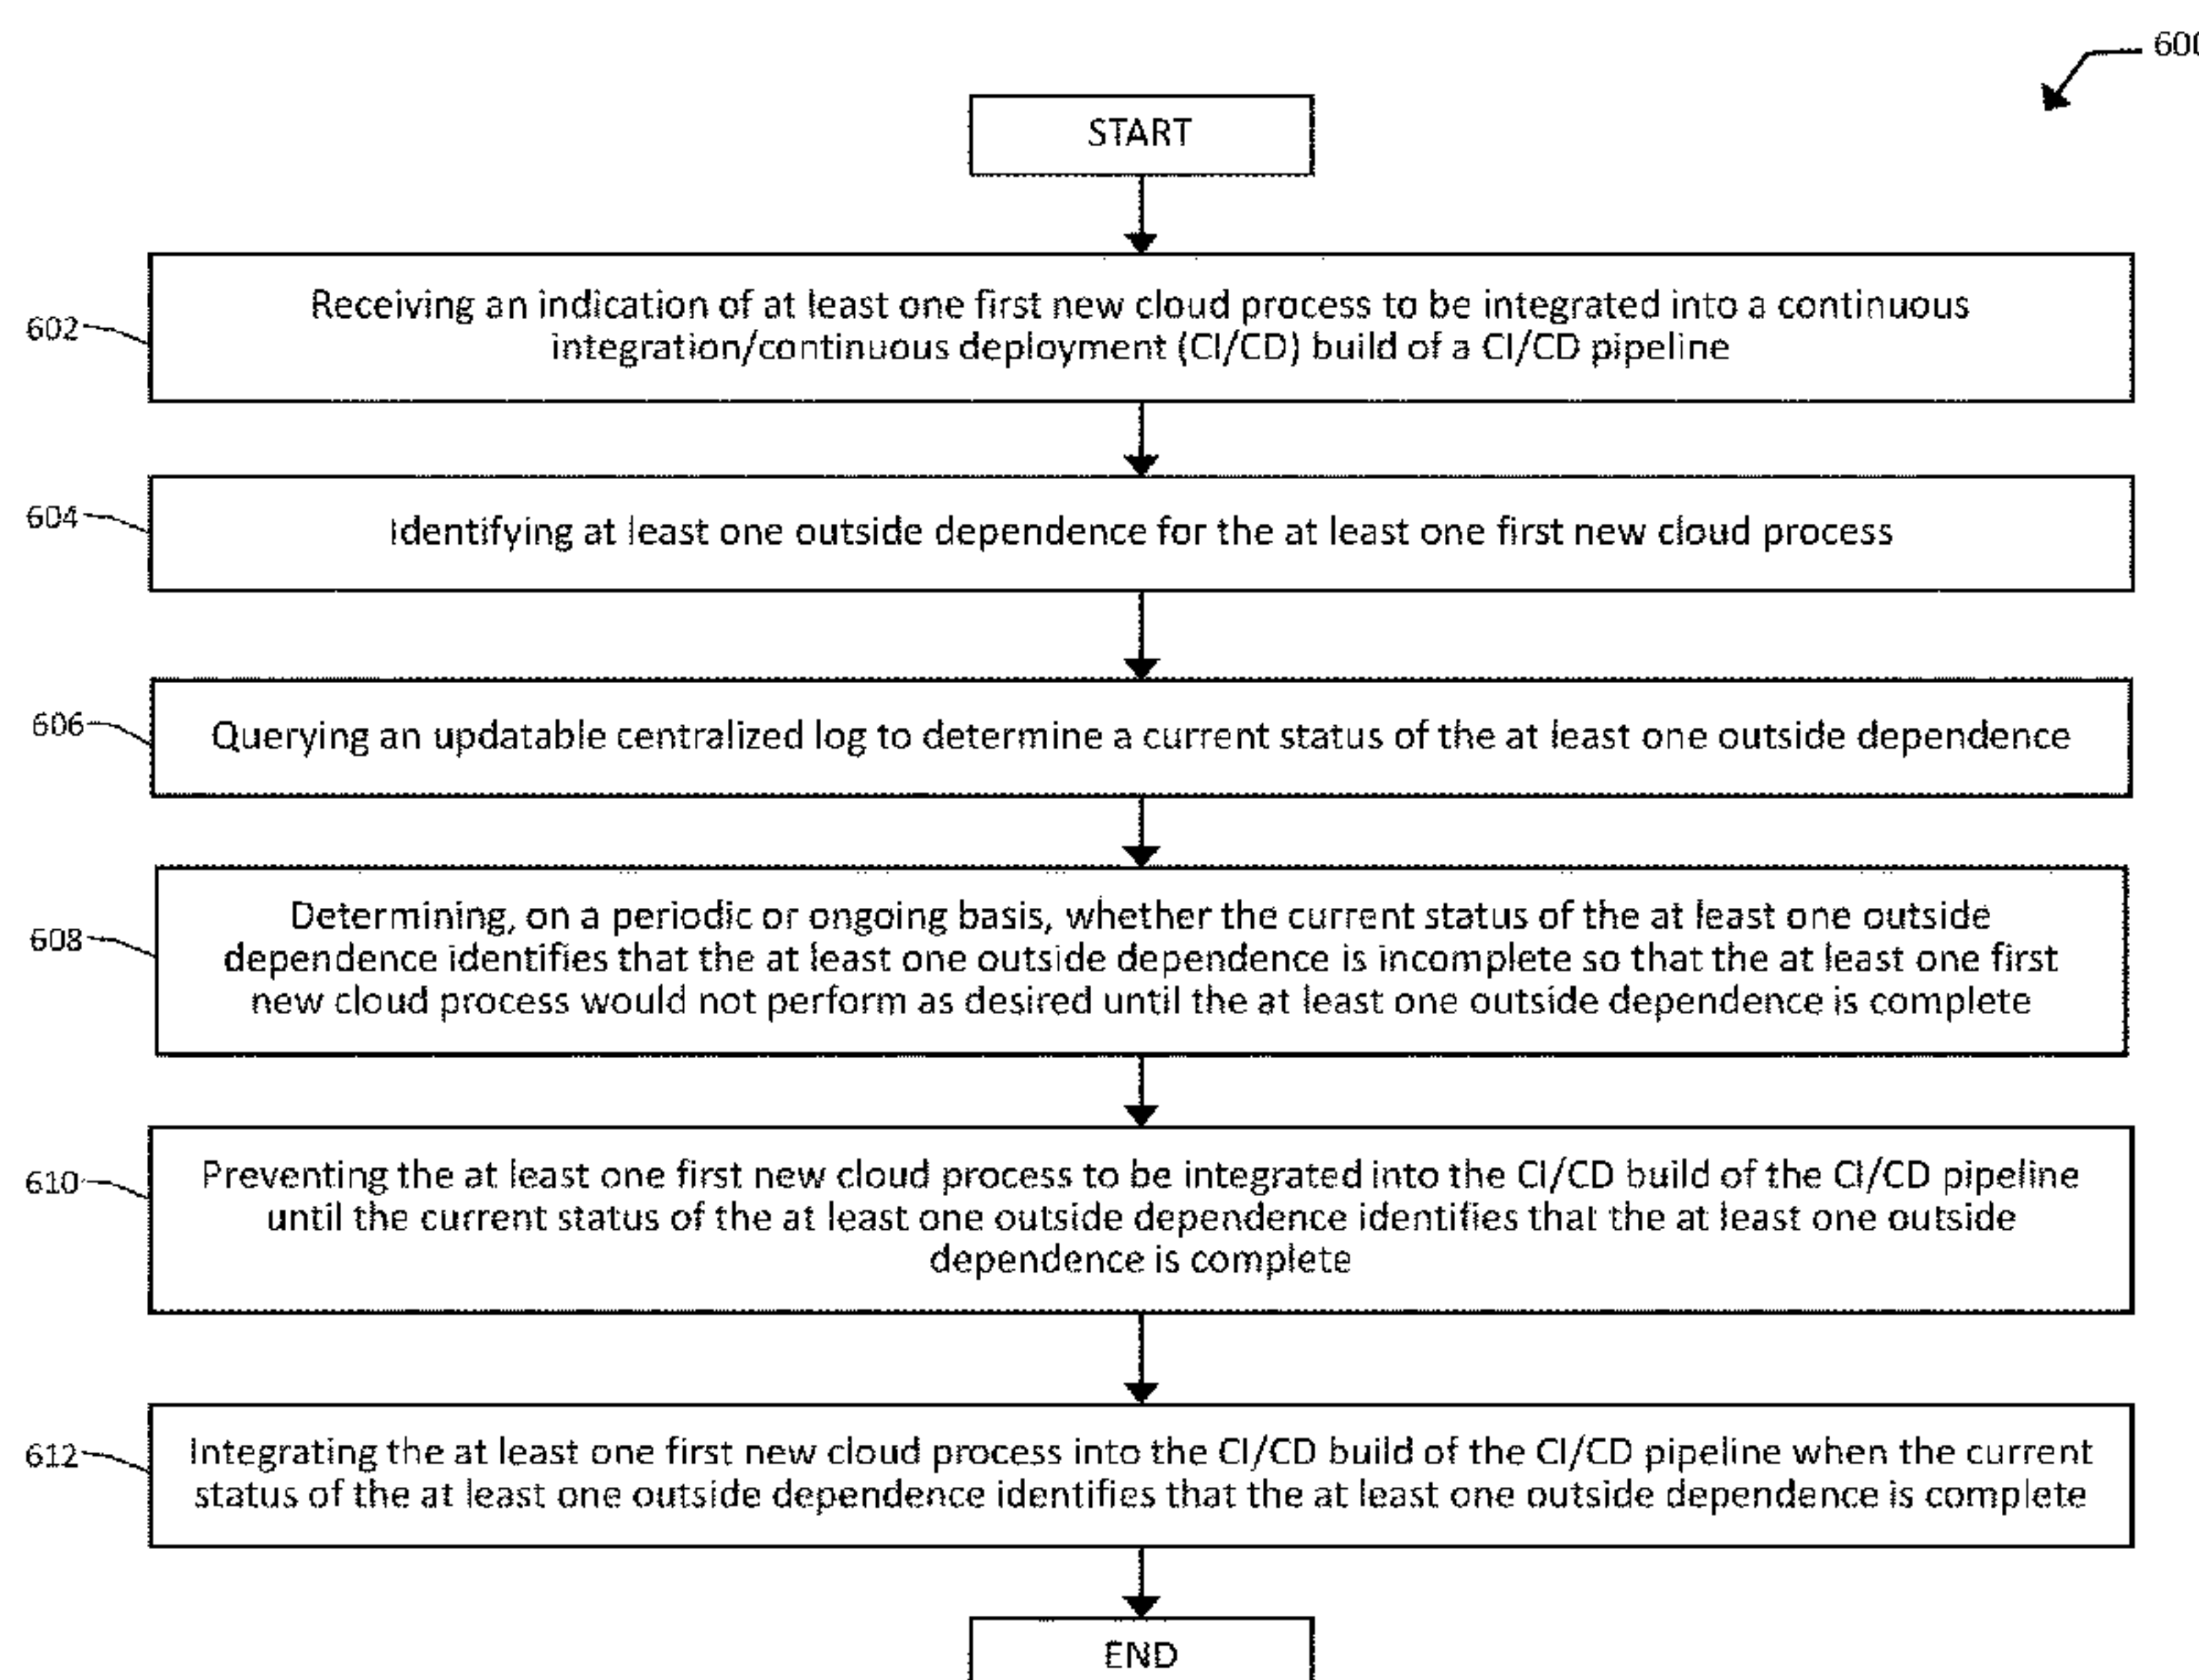 600
START
602
Receiving an indication of at least one first new cloud process to be integrated into a continuous
integration/continuous deployment (CI/CD) build of a CI/CD pipeline
604
Identifying at least one outside dependence for the at least one first new cloud process
606
Querying an updatable centralized log to determine a current status of the at least one outside dependence
608
Determining, on a periodic or ongoing basis, whether the current status of the at least one outside
dependence identifies that the at least one outside dependence is incomplete so that the at least one first
new cloud process would not perform as desired until the at least one outside dependence is complete
610
Preventing the at least one first new cloud process to be integrated into the CI/CD build of the CI/CD pipeline
until the current status of the at least one outside dependence identifies that the at least one outside
dependence is complete
612
Integrating the at least one first new cloud process into the CI/CD build of the CI/CD pipeline when the current
status of the at least one outside dependence identifies that the at least one outside dependence is complete
END